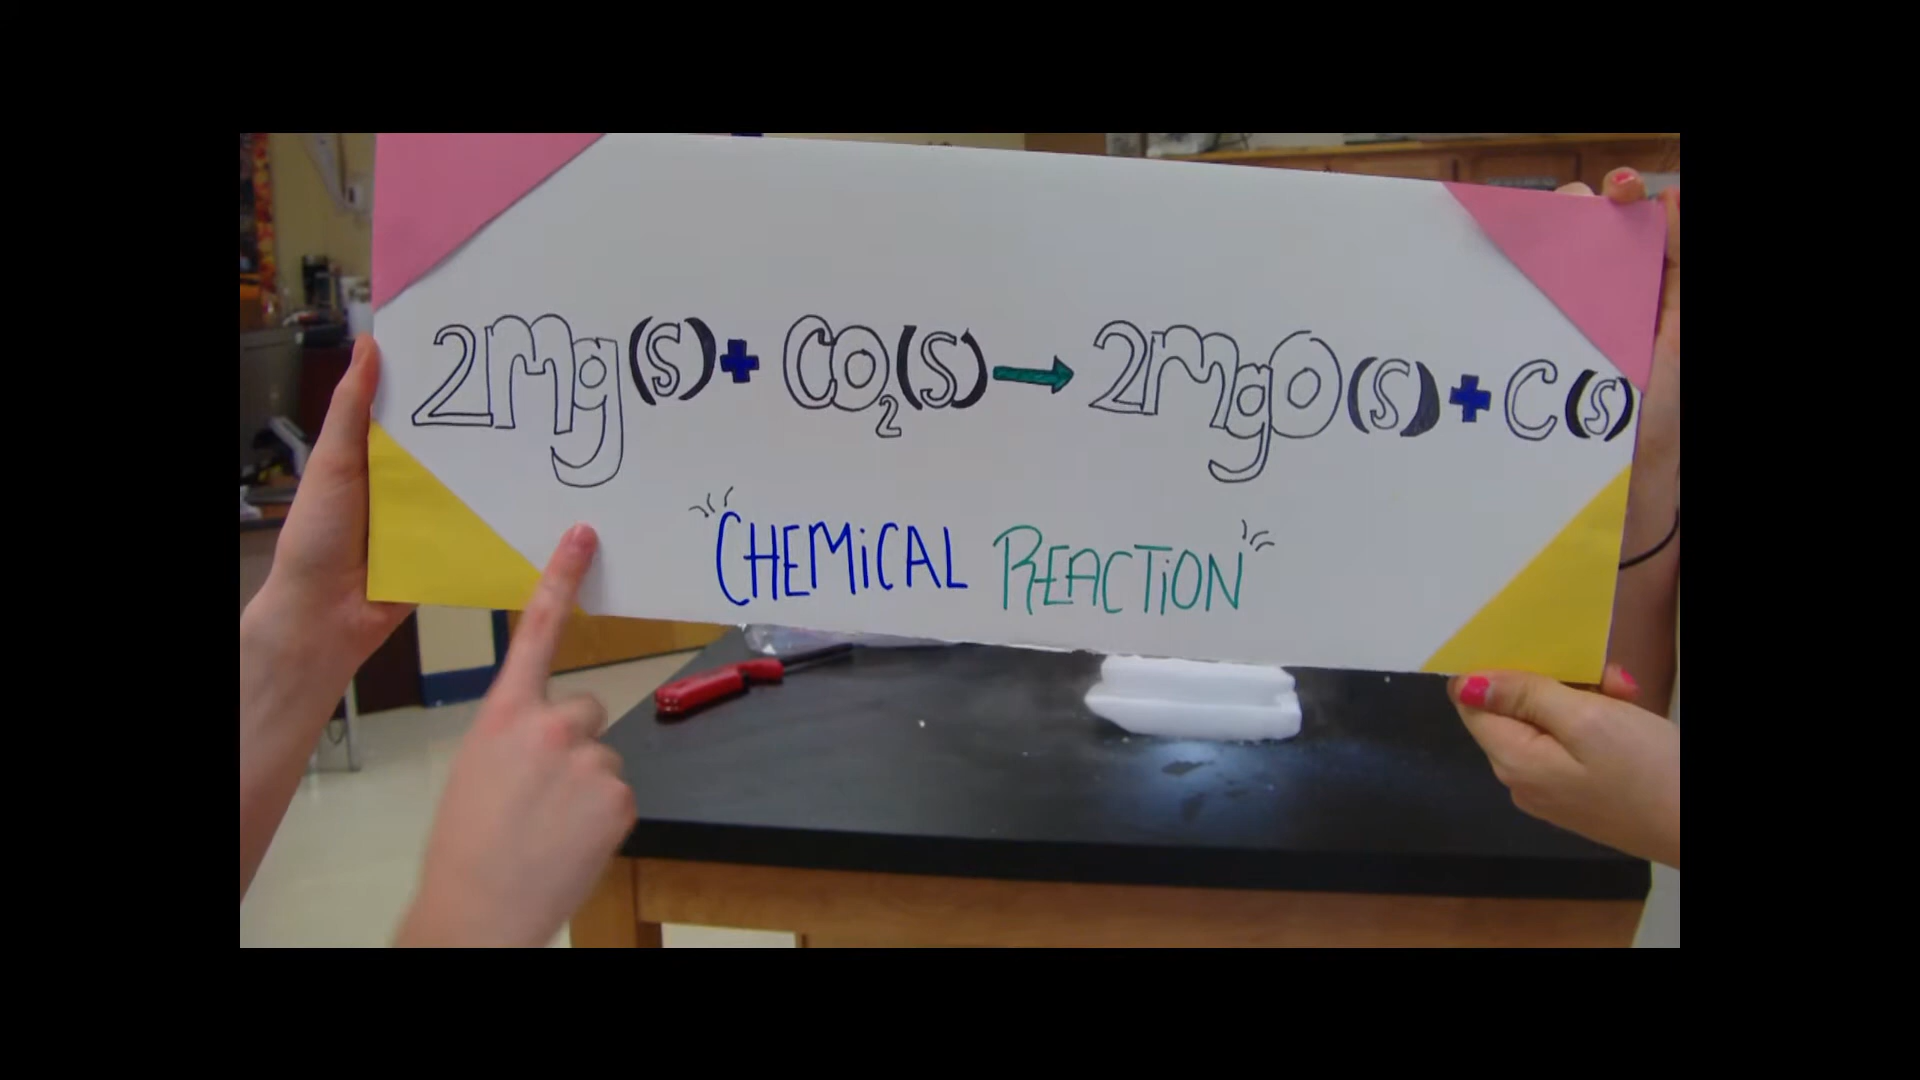 2Mg(s) + CO₂(s) → 2MgO(s) + C(s)
"CHEMiCAL REACTiON"